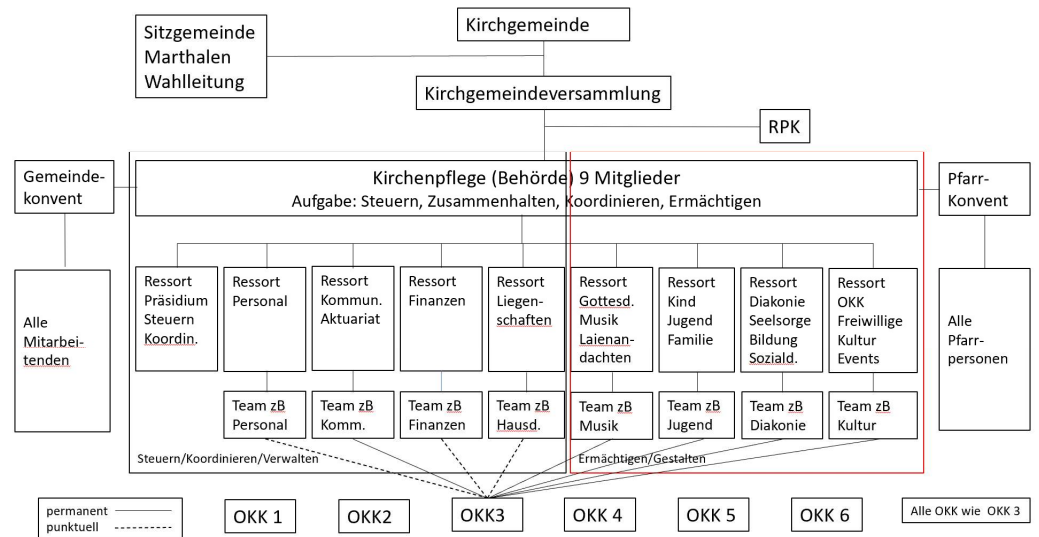 Kirchgemeinde
Sitzgemeinde
Marthalen
Wahlleitung
Kirchgemeindeversammlung
RPK
Gemeinde-
konvent
Kirchenpflege (Behörde) 9 Mitglieder
Aufgabe: Steuern, Zusammenhalten, Koordinieren, Ermächtigen
Pfarr-
Konvent
Alle
Mitarbei-
tenden
Ressort
Präsidium
Steuern
Koordin.
Ressort
Personal
Ressort
Kommun.
Aktuariat
Ressort
Finanzen
Ressort
Liegen-
schaften
Ressort
Gottesd.
Musik
Laienan-
dachten
Ressort
Kind
Jugend
Familie
Ressort
Diakonie
Seelsorge
Bildung
Soziald.
Ressort
OKK
Freiwillige
Kultur
Events
Alle
Pfarr-
personen
Team zB
Personal
Team zB
Komm.
Team zB
Finanzen
Team zB
Hausd.
Team zB
Musik
Team zB
Jugend
Team zB
Diakonie
Team zB
Kultur
Steuern/Koordinieren/Verwalten
Ermächtigen/Gestalten
permanent
punktuell
OKK 1
OKK2
OKK3
OKK 4
OKK 5
OKK 6
Alle OKK wie OKK 3